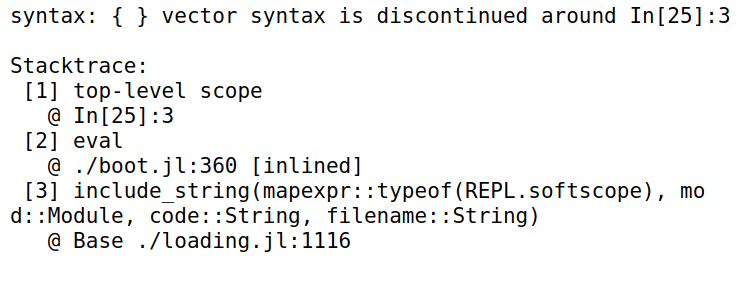 syntax: { } vector syntax is discontinued around In[25]:3
Stacktrace:
[1] top-level scope
@ In[25]:3
[2] eval
@ ./boot.jl:360 [inlined]
[3] include_string(mapexpr::typeof(REPL.softscope), mo
d::Module, code::String, filename::String)
@ Base ./loading.jl:1116